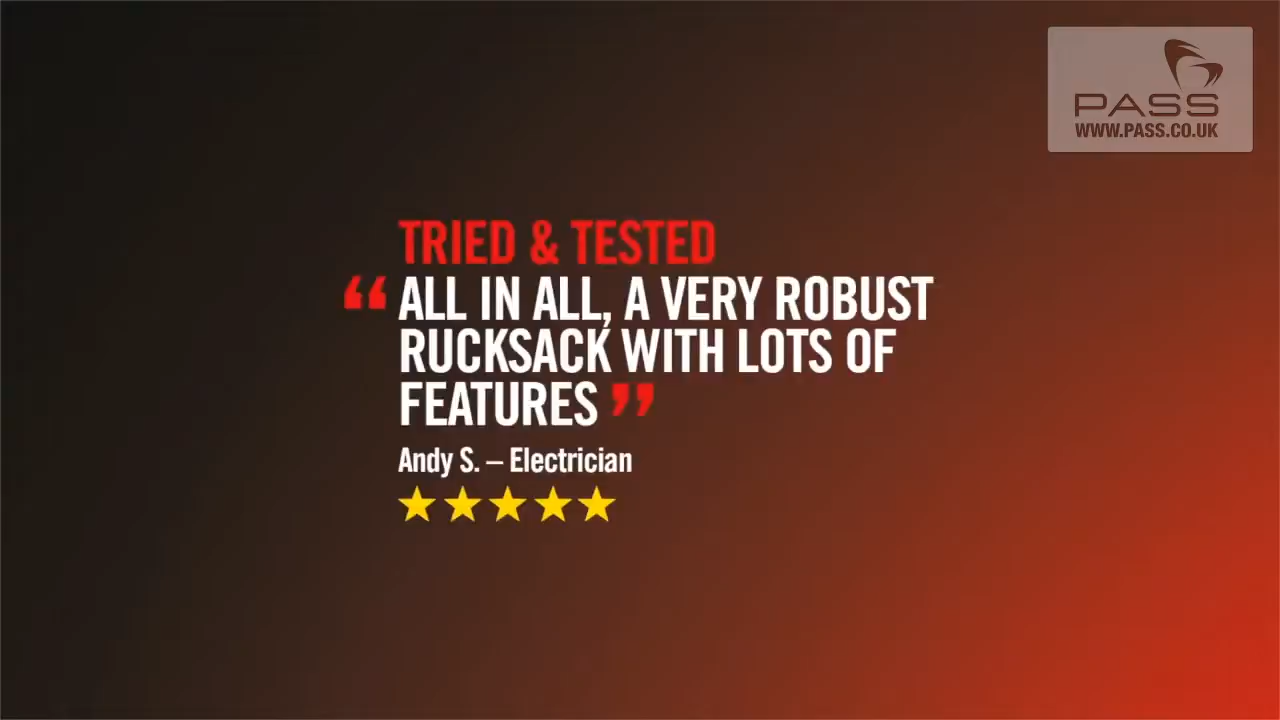 PASS
WWW.PASS.CO.UK
TRIED & TESTED
“ ALL IN ALL, A VERY ROBUST
RUCKSACK WITH LOTS OF
FEATURES ”
Andy S. – Electrician